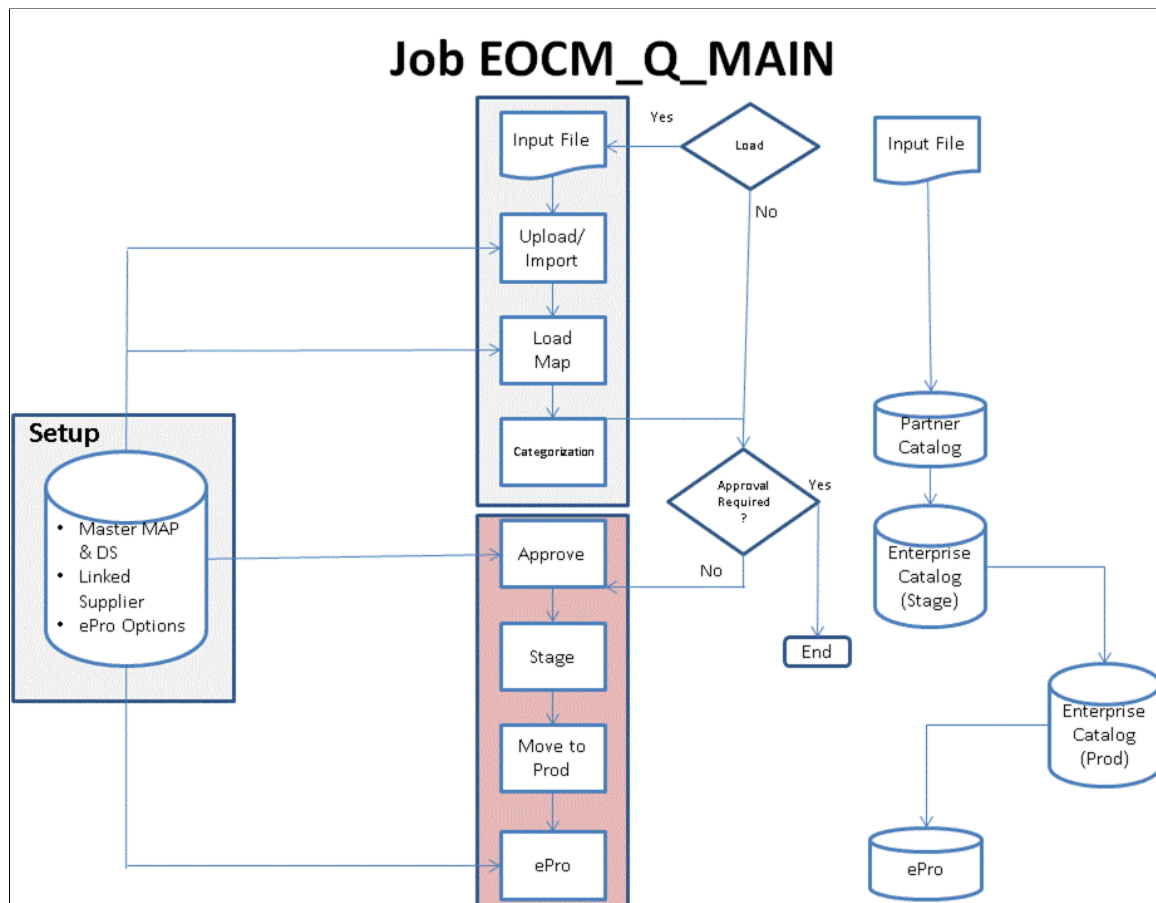 Job EOCM_Q_MAIN
Yes
Input File
Load
Input File
No
Upload/
Import
Load
Map
Setup
Categorization
Partner
Catalog
Approval
Required
?
Yes
• Master MAP
& DS
• Linked
Supplier
• ePro Options
Approve
No
Enterprise
Catalog
(Stage)
Stage
End
Move to
Prod
Enterprise
Catalog
(Prod)
ePro
ePro